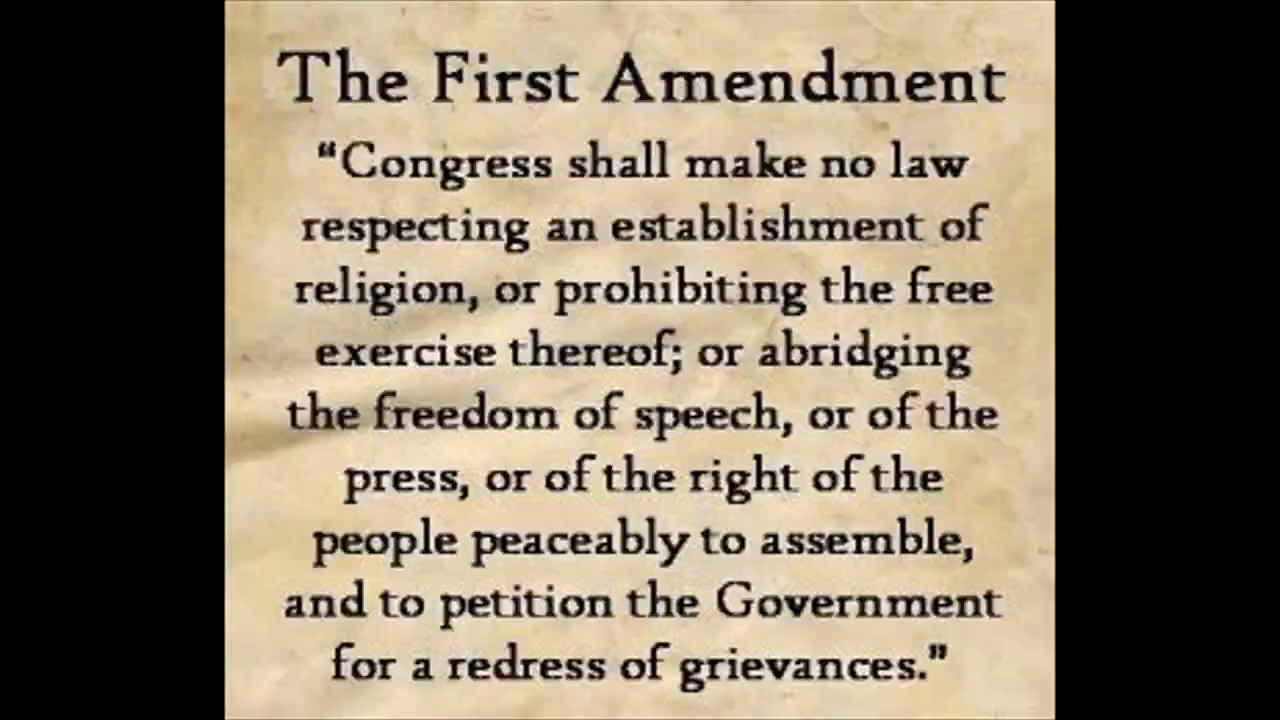 The First Amendment
“Congress shall make no law
respecting an establishment of
religion, or prohibiting the free
exercise thereof; or abridging
the freedom of speech, or of the
press, or of the right of the
people peaceably to assemble,
and to petition the Government
for a redress of grievances.”